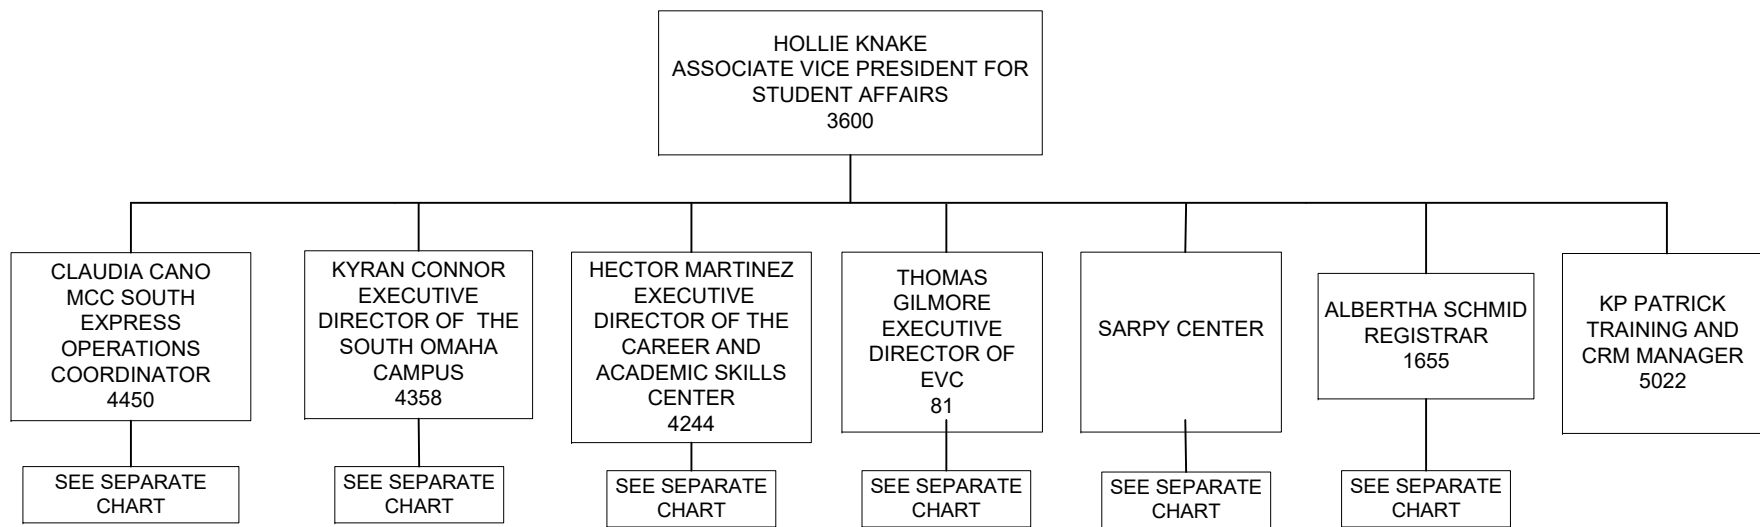 HOLLIE KNAKE
ASSOCIATE VICE PRESIDENT FOR
STUDENT AFFAIRS
3600
CLAUDIA CANO
MCC SOUTH
EXPRESS
OPERATIONS
COORDINATOR
4450
KYRAN CONNOR
EXECUTIVE
DIRECTOR OF  THE
SOUTH OMAHA
CAMPUS
4358
HECTOR MARTINEZ
EXECUTIVE
DIRECTOR OF THE
CAREER AND
ACADEMIC SKILLS
CENTER
4244
THOMAS
GILMORE
EXECUTIVE
DIRECTOR OF
EVC
81
SARPY CENTER
ALBERTHA SCHMID
REGISTRAR
1655
KP PATRICK
TRAINING AND
CRM MANAGER
5022
SEE SEPARATE
CHART
SEE SEPARATE
CHART
SEE SEPARATE
CHART
SEE SEPARATE
CHART
SEE SEPARATE
CHART
SEE SEPARATE
CHART